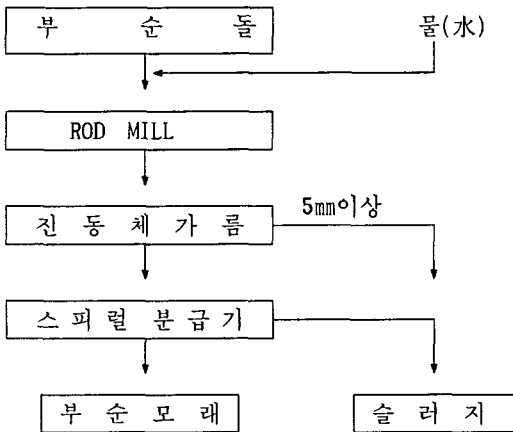 부 순 돌 물(水)
ROD MILL
5mm이상
진 동 체 가 름
스 피 럴 분 급 기
부 순 모 래 슬 러 지